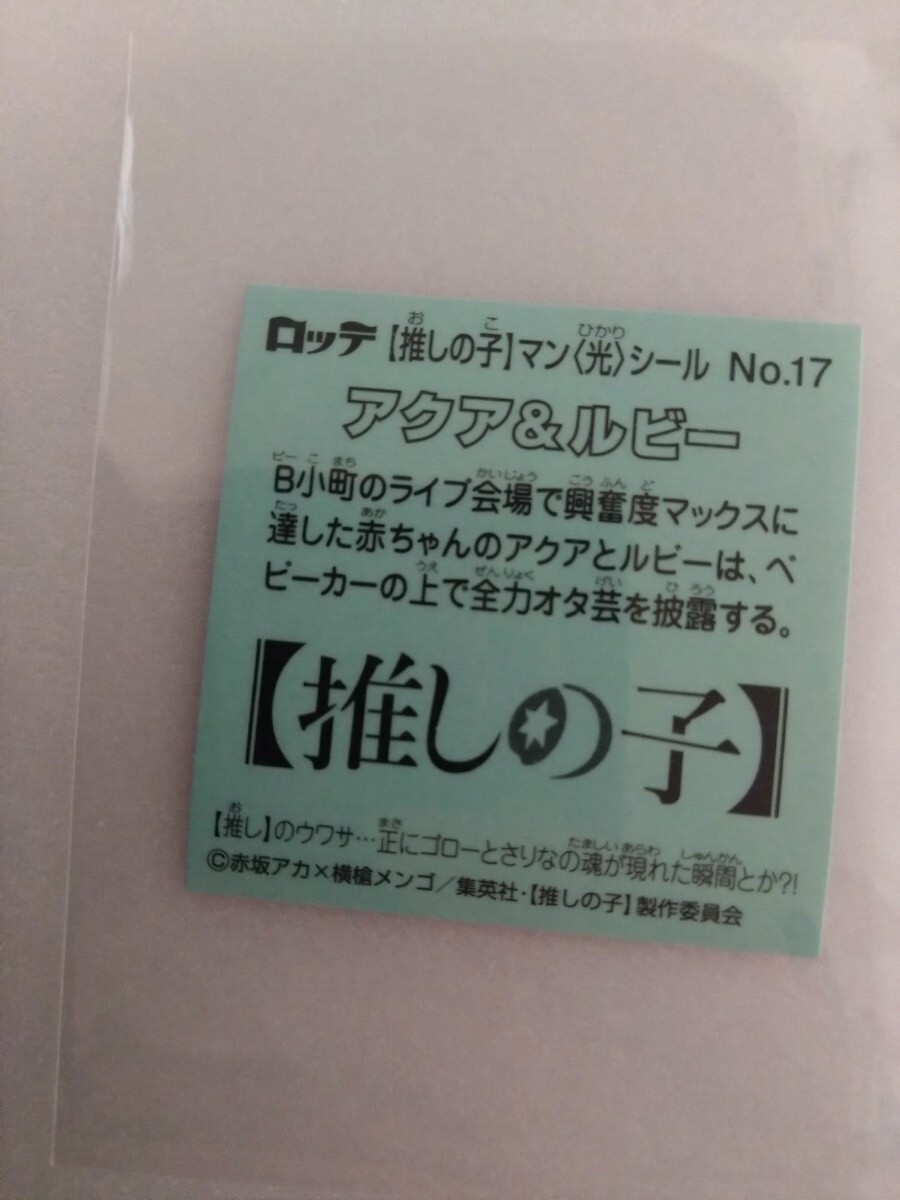 ロッテ 【推しの子】マン〈光〉シール No.17
アクア&ルビー
B小町のライブ会場で興奮度マックスに
達した赤ちゃんのアクアとルビーは、ベ
ビーカーの上で全力オタ芸を披露する。
【推しの子】
【推し】のウワサ…正にゴローとさりなの魂が現れた瞬間とか?!
©赤坂アカ×横槍メンゴ/集英社・【推しの子】製作委員会